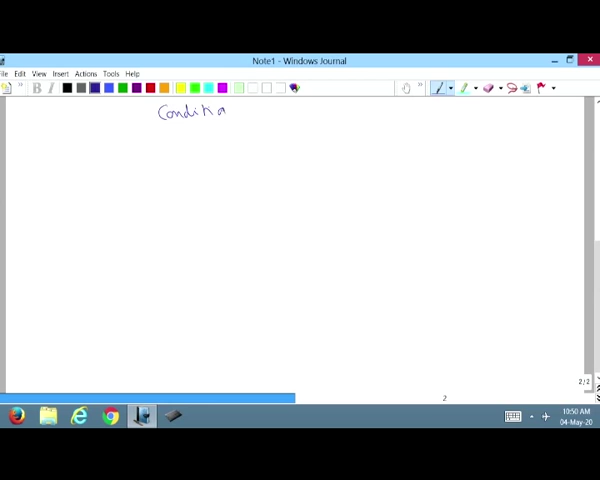 Note1 - Windows Journal
File Edit View Insert Actions Tools Help
B I
Conditio
2 / 2
2
10:50 AM
04-May-20